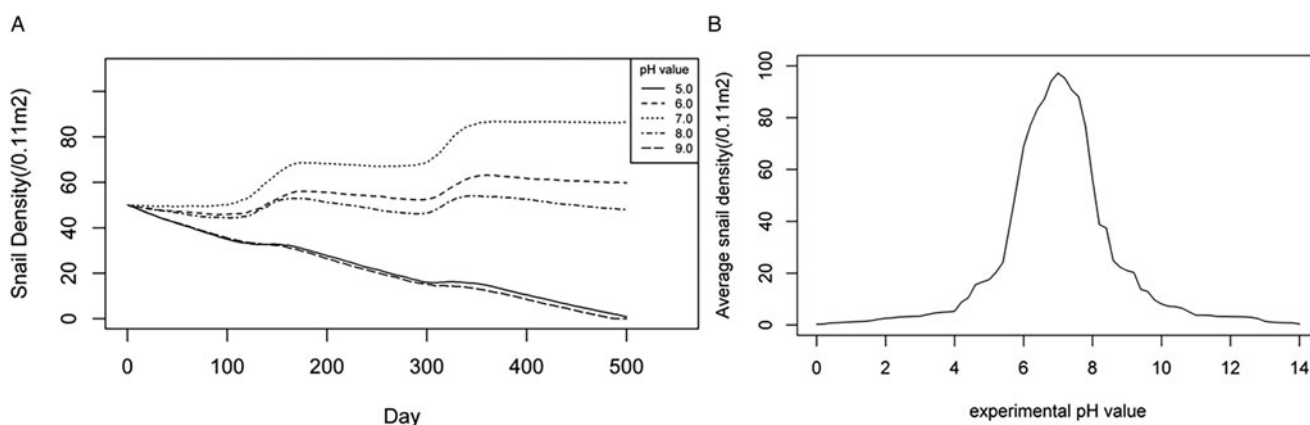 A
Snail Density(/0.11m2)
80
60
40
20
0
0 100 200 300 400 500
Day
pH value
5.0
6.0
7.0
8.0
9.0
B
Average snail density(/0.11m2)
100
80
60
40
20
0
0 2 4 6 8 10 12 14
experimental pH value